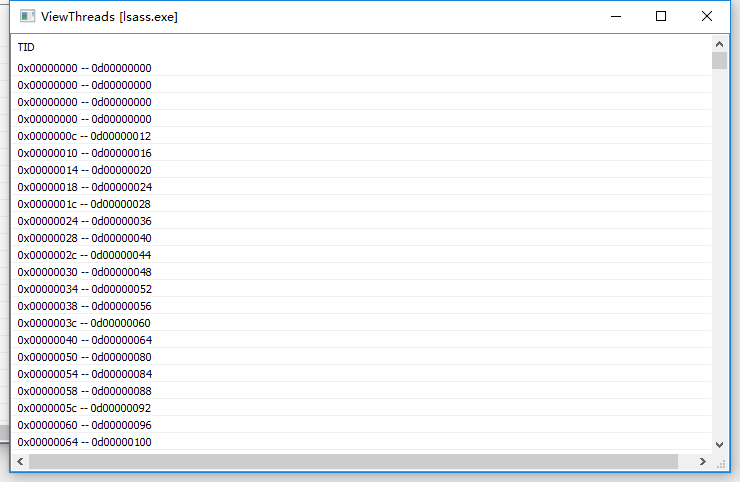 ViewThreads [lsass.exe]
TID
0x00000000 -- 0d00000000
0x00000000 -- 0d00000000
0x00000000 -- 0d00000000
0x00000000 -- 0d00000000
0x0000000c -- 0d00000012
0x00000010 -- 0d00000016
0x00000014 -- 0d00000020
0x00000018 -- 0d00000024
0x0000001c -- 0d00000028
0x00000024 -- 0d00000036
0x00000028 -- 0d00000040
0x0000002c -- 0d00000044
0x00000030 -- 0d00000048
0x00000034 -- 0d00000052
0x00000038 -- 0d00000056
0x0000003c -- 0d00000060
0x00000040 -- 0d00000064
0x00000050 -- 0d00000080
0x00000054 -- 0d00000084
0x00000058 -- 0d00000088
0x0000005c -- 0d00000092
0x00000060 -- 0d00000096
0x00000064 -- 0d00000100